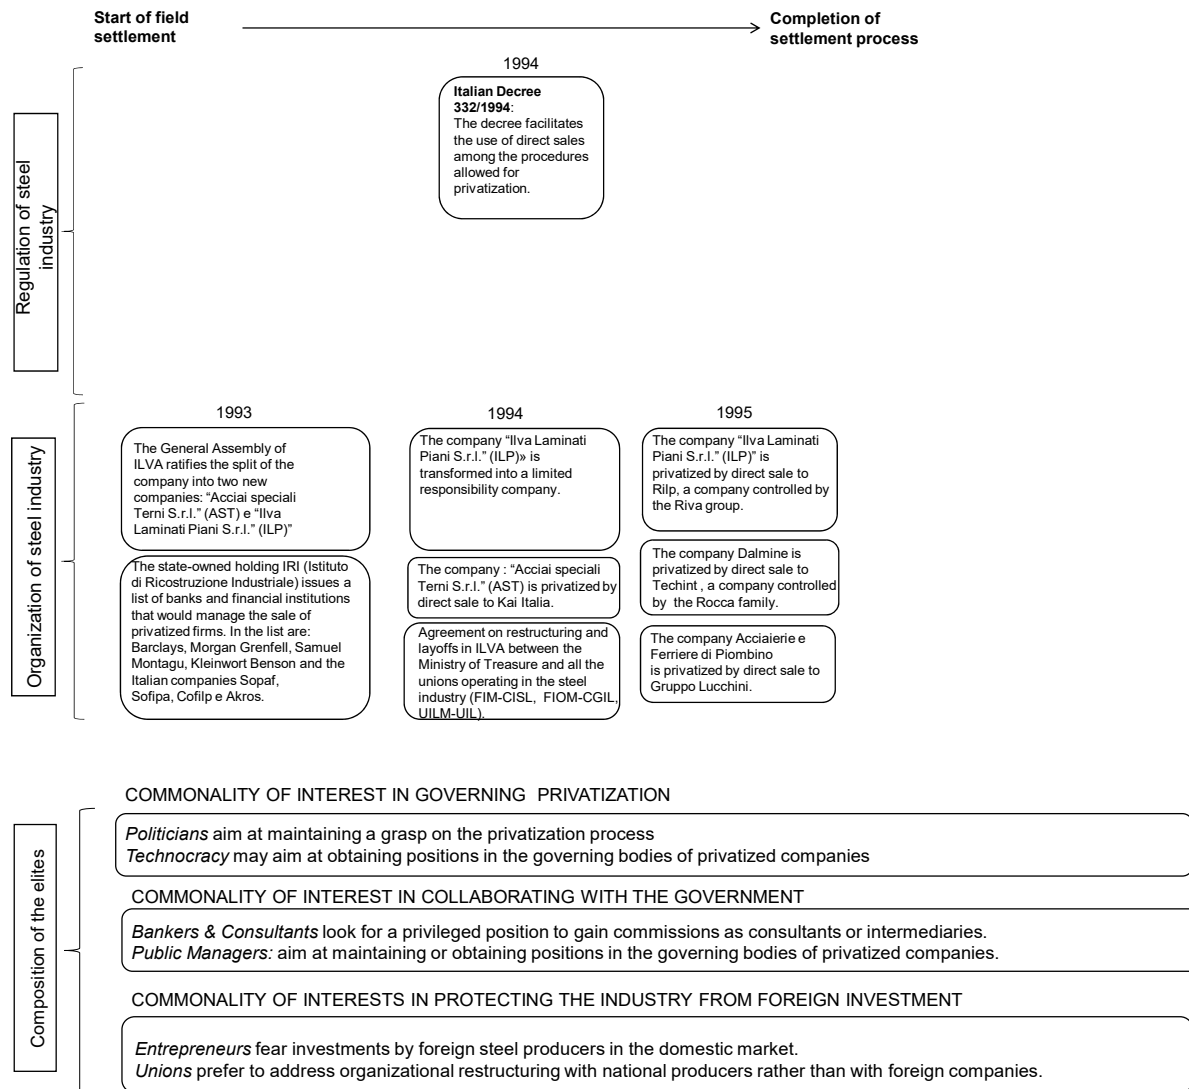 Start of field
settlement
Completion of
settlement process
Regulation of steel
industry
1994
Italian Decree
332/1994:
The decree facilitates
the use of direct sales
among the procedures
allowed for
privatization.
Organization of steel industry
1993
The General Assembly of
ILVA ratifies the split of the
company into two new
companies: “Acciai speciali
Terni S.r.l.” (AST) e “Ilva
Laminati Piani S.r.l.” (ILP)”
The state-owned holding IRI (Istituto
di Ricostruzione Industriale) issues a
list of banks and financial institutions
that would manage the sale of
privatized firms. In the list are:
Barclays, Morgan Grenfell, Samuel
Montagu, Kleinwort Benson and the
Italian companies Sopaf,
Sofipa, Cofilp e Akros.
1994
The company “Ilva Laminati
Piani S.r.l.” (ILP)» is
transformed into a limited
responsibility company.
The company : “Acciai speciali
Terni S.r.l.” (AST) is privatized by
direct sale to Kai Italia.
Agreement on restructuring and
layoffs in ILVA between the
Ministry of Treasure and all the
unions operating in the steel
industry (FIM-CISL, FIOM-CGIL,
UILM-UIL).
1995
The company “Ilva Laminati
Piani S.r.l.” (ILP)” is
privatized by direct sale to
Rilp, a company controlled by
the Riva group.
The company Dalmine is
privatized by direct sale to
Techint , a company controlled
by the Rocca family.
The company Acciaierie e
Ferriere di Piombino
is privatized by direct sale to
Gruppo Lucchini.
Composition of the elites
COMMONALITY OF INTEREST IN GOVERNING PRIVATIZATION
Politicians aim at maintaining a grasp on the privatization process
Technocracy may aim at obtaining positions in the governing bodies of privatized companies
COMMONALITY OF INTEREST IN COLLABORATING WITH THE GOVERNMENT
Bankers & Consultants look for a privileged position to gain commissions as consultants or intermediaries.
Public Managers: aim at maintaining or obtaining positions in the governing bodies of privatized companies.
COMMONALITY OF INTERESTS IN PROTECTING THE INDUSTRY FROM FOREIGN INVESTMENT
Entrepreneurs fear investments by foreign steel producers in the domestic market.
Unions prefer to address organizational restructuring with national producers rather than with foreign companies.